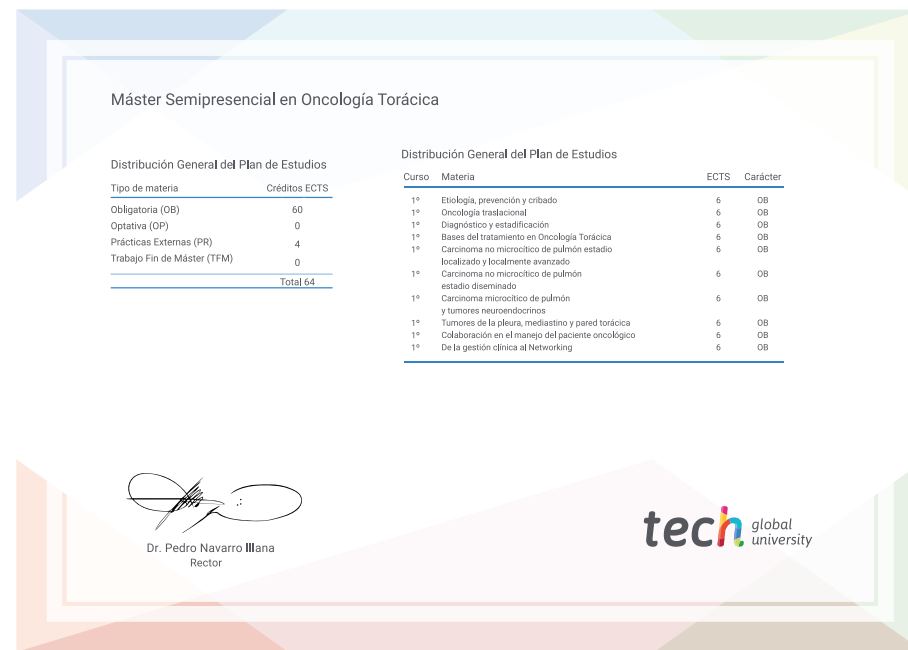 Máster Semipresencial en Oncología Torácica
Distribución General del Plan de Estudios
Tipo de materia Créditos ECTS
Obligatoria (OB) 60
Optativa (OP) 0
Prácticas Externas (PR) 4
Trabajo Fin de Máster (TFM) 0
Total 64
Distribución General del Plan de Estudios
Curso Materia ECTS Carácter
1º Etiología, prevención y cribado 6 OB
1º Oncología traslacional 6 OB
1º Diagnóstico y estadificación 6 OB
1º Bases del tratamiento en Oncología Torácica 6 OB
1º Carcinoma no microcítico de pulmón estadio 6 OB
localizado y localmente avanzado
1º Carcinoma no microcítico de pulmón 6 OB
estadio diseminado
1º Carcinoma microcítico de pulmón 6 OB
y tumores neuroendocrinos
1º Tumores de la pleura, mediastino y pared torácica 6 OB
1º Colaboración en el manejo del paciente oncológico 6 OB
1º De la gestión clínica al Networking 6 OB
Dr. Pedro Navarro Illana
Rector
tech global
university